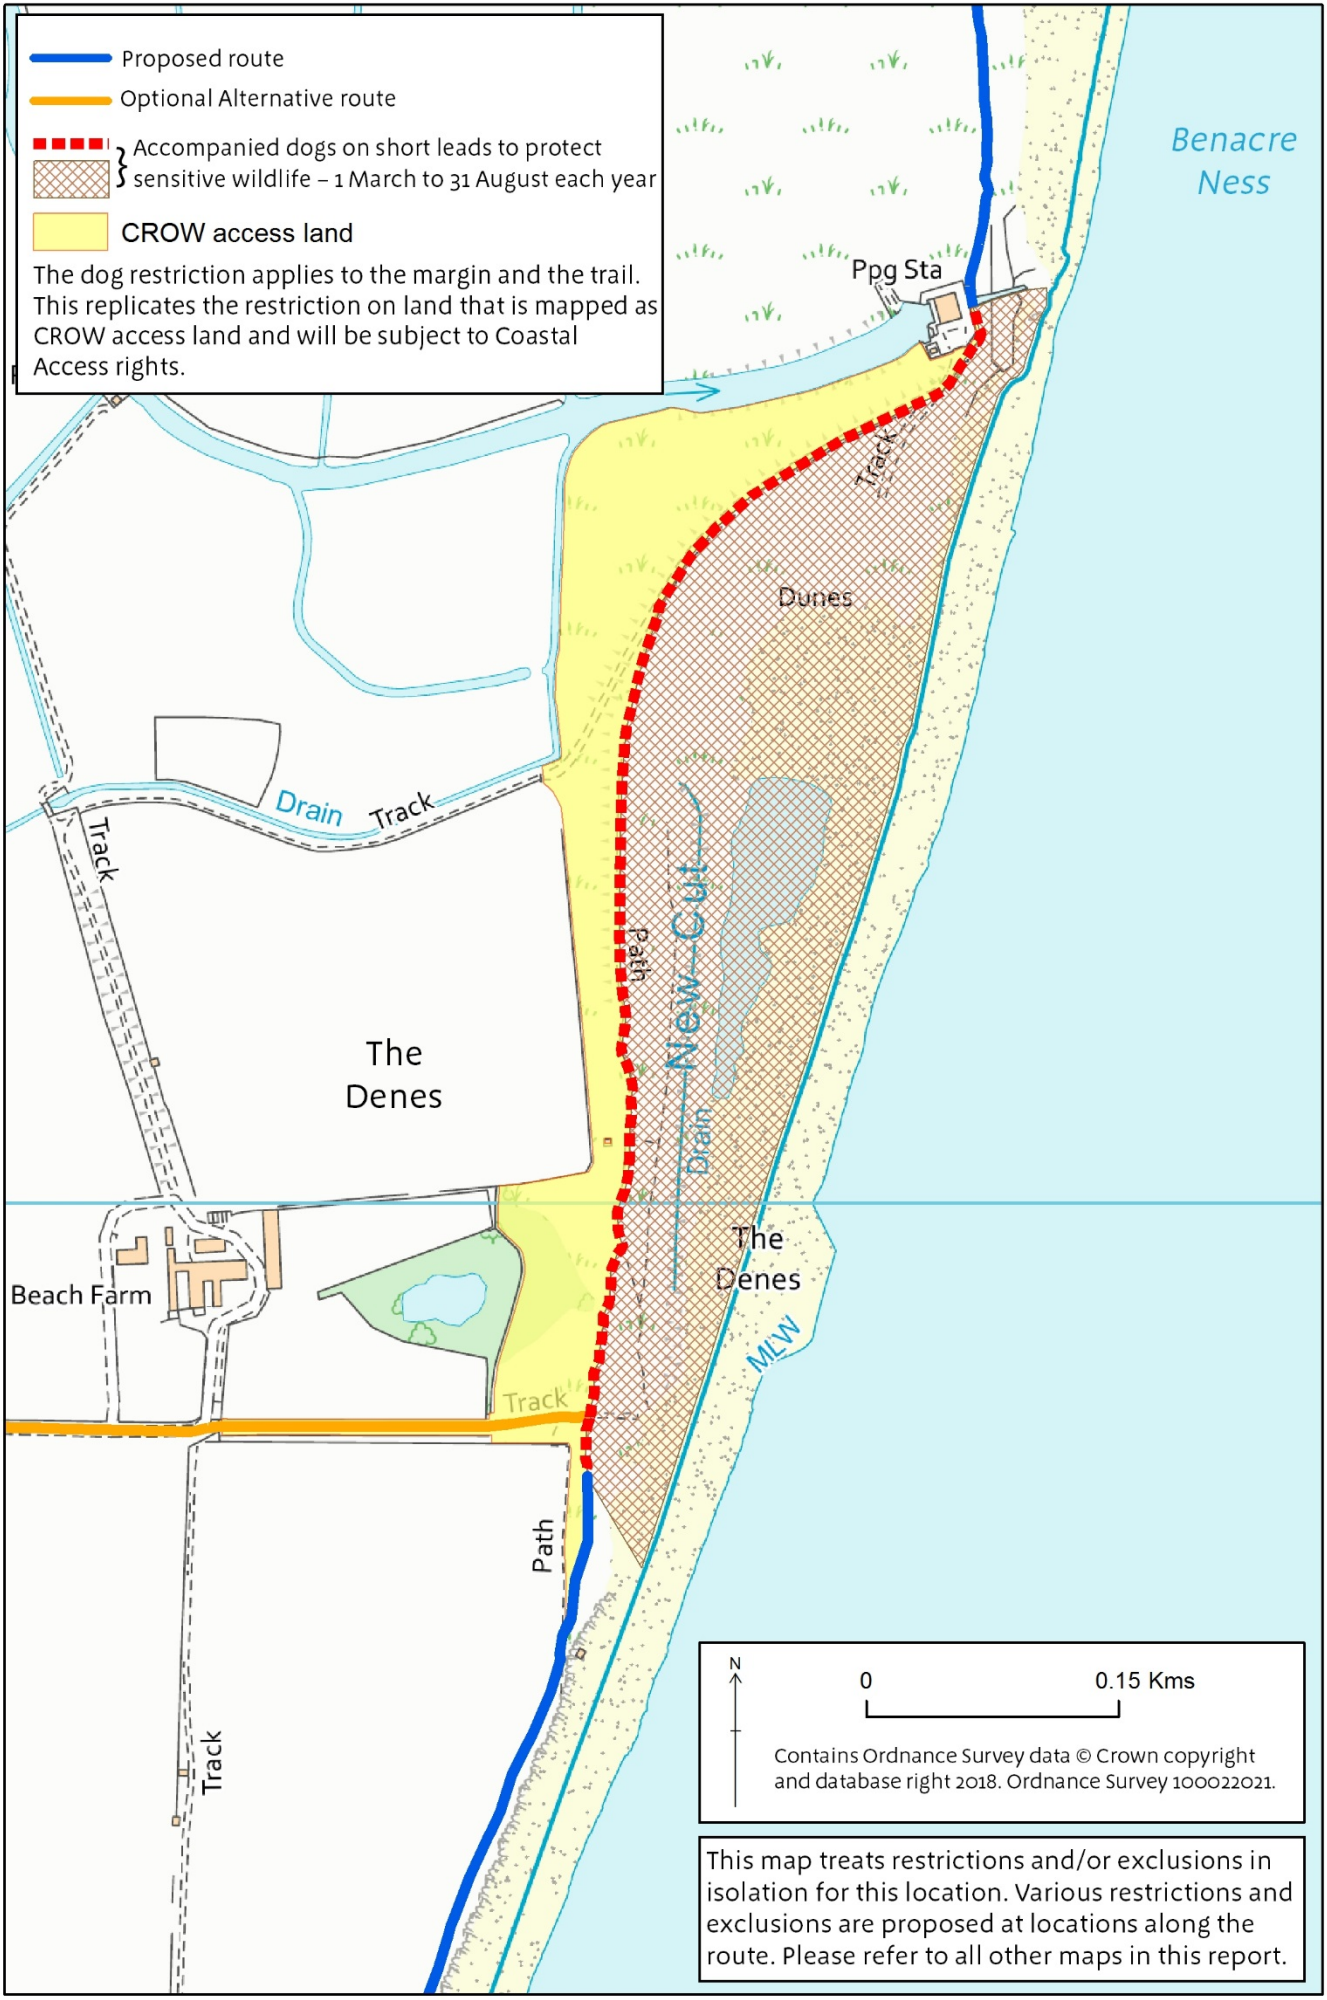 Proposed route
Optional Alternative route
Accompanied dogs on short leads to protect
sensitive wildlife – 1 March to 31 August each year
CROW access land
The dog restriction applies to the margin and the trail.
This replicates the restriction on land that is mapped as
CROW access land and will be subject to Coastal
Access rights.
Benacre
Ness
Ppg Sta
Track
Dunes
Drain
Track
Track
New Cut
Path
The
Denes
Drain
The
Denes
Beach Farm
MLW
Track
Path
Track
N
0
0.15 Kms
Contains Ordnance Survey data © Crown copyright
and database right 2018. Ordnance Survey 100022021.
This map treats restrictions and/or exclusions in
isolation for this location. Various restrictions and
exclusions are proposed at locations along the
route. Please refer to all other maps in this report.